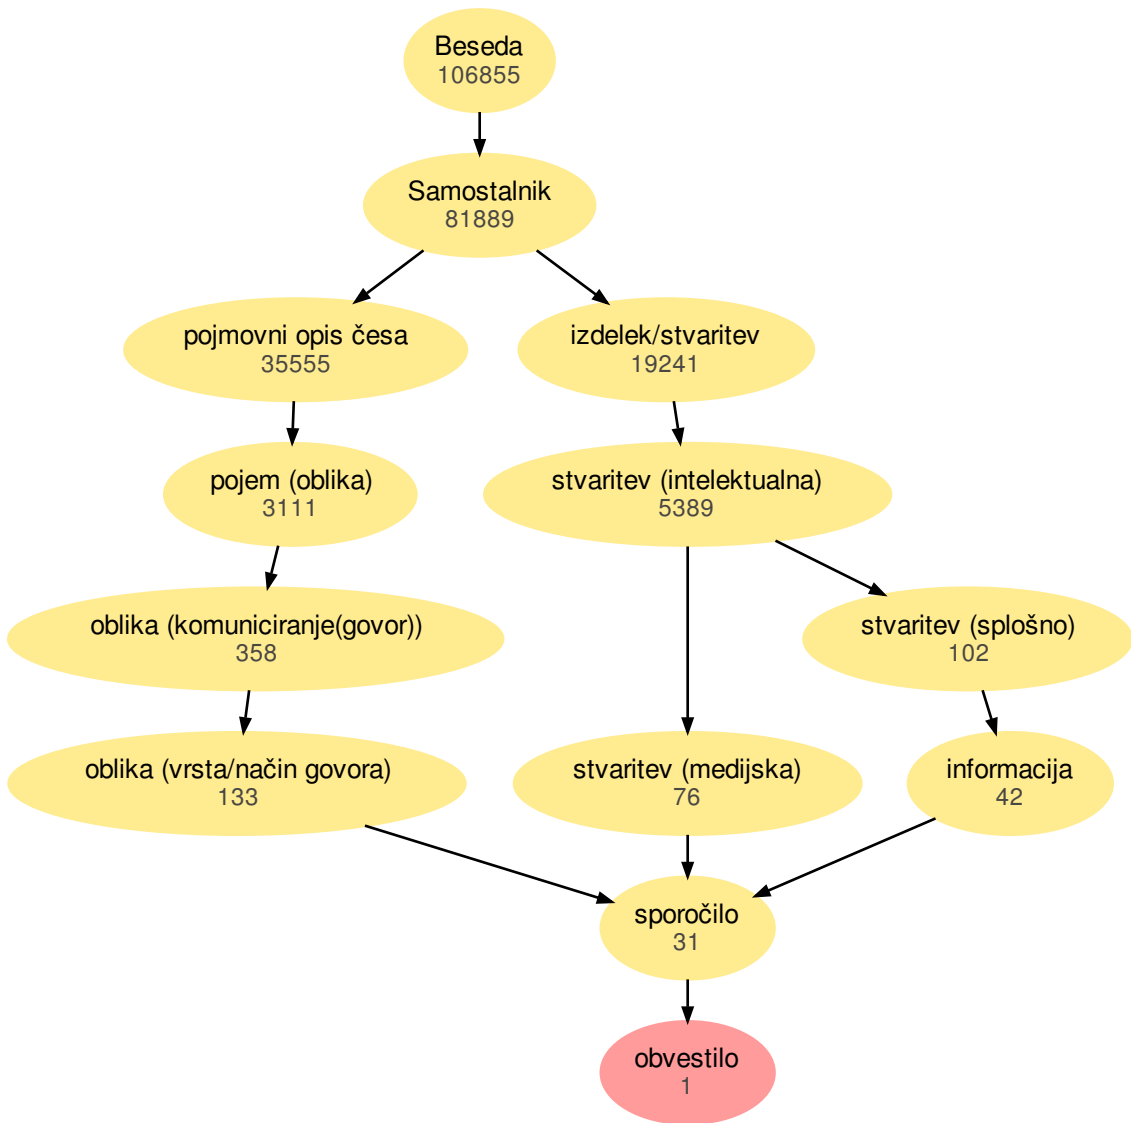 Beseda
106855
Samostalnik
81889
pojmovni opis česa
35555
izdelek/stvaritev
19241
pojem (oblika)
3111
stvaritev (intelektualna)
5389
oblika (komuniciranje(govor))
358
stvaritev (splošno)
102
oblika (vrsta/način govora)
133
stvaritev (medijska)
76
informacija
42
sporočilo
31
obvestilo
1